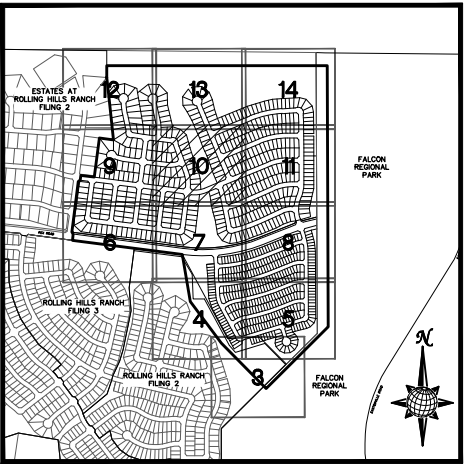 12
13
14
ESTATES AT
ROLLING HILLS RANCH
FILING 2
9
10
11
FALCON
REGIONAL
PARK
6
7
8
ROLLING HILLS RANCH
FILING 3
4
5
N
ROLLING HILLS RANCH
FILING 2
3
FALCON
REGIONAL
PARK